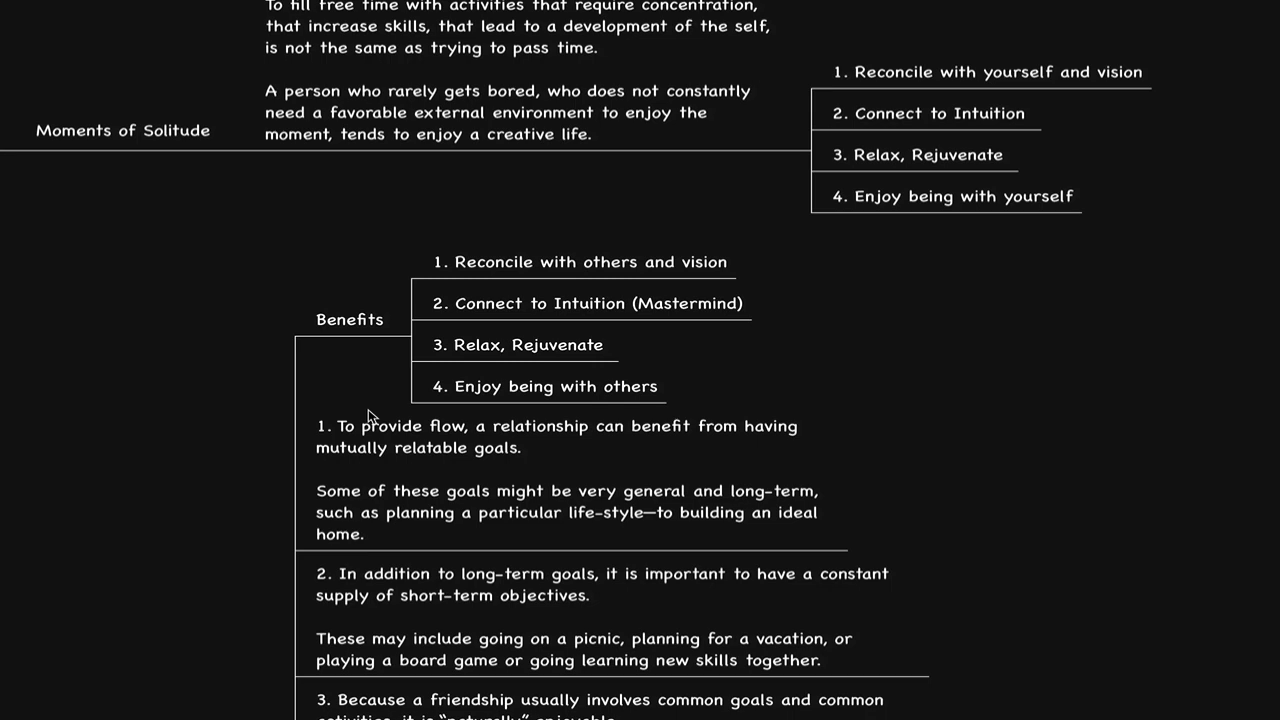 To fill free time with activities that require concentration,
that increase skills, that lead to a development of the self,
is not the same as trying to pass time.
A person who rarely gets bored, who does not constantly
need a favorable external environment to enjoy the
moment, tends to enjoy a creative life.
Moments of Solitude
1. Reconcile with yourself and vision
2. Connect to Intuition
3. Relax, Rejuvenate
4. Enjoy being with yourself
Benefits
1. Reconcile with others and vision
2. Connect to Intuition (Mastermind)
3. Relax, Rejuvenate
4. Enjoy being with others
1. To provide flow, a relationship can benefit from having
mutually relatable goals.
Some of these goals might be very general and long-term,
such as planning a particular life-style—to building an ideal
home.
2. In addition to long-term goals, it is important to have a constant
supply of short-term objectives.
These may include going on a picnic, planning for a vacation, or
playing a board game or going learning new skills together.
3. Because a friendship usually involves common goals and common
activities, it is “naturally” enjoyable.